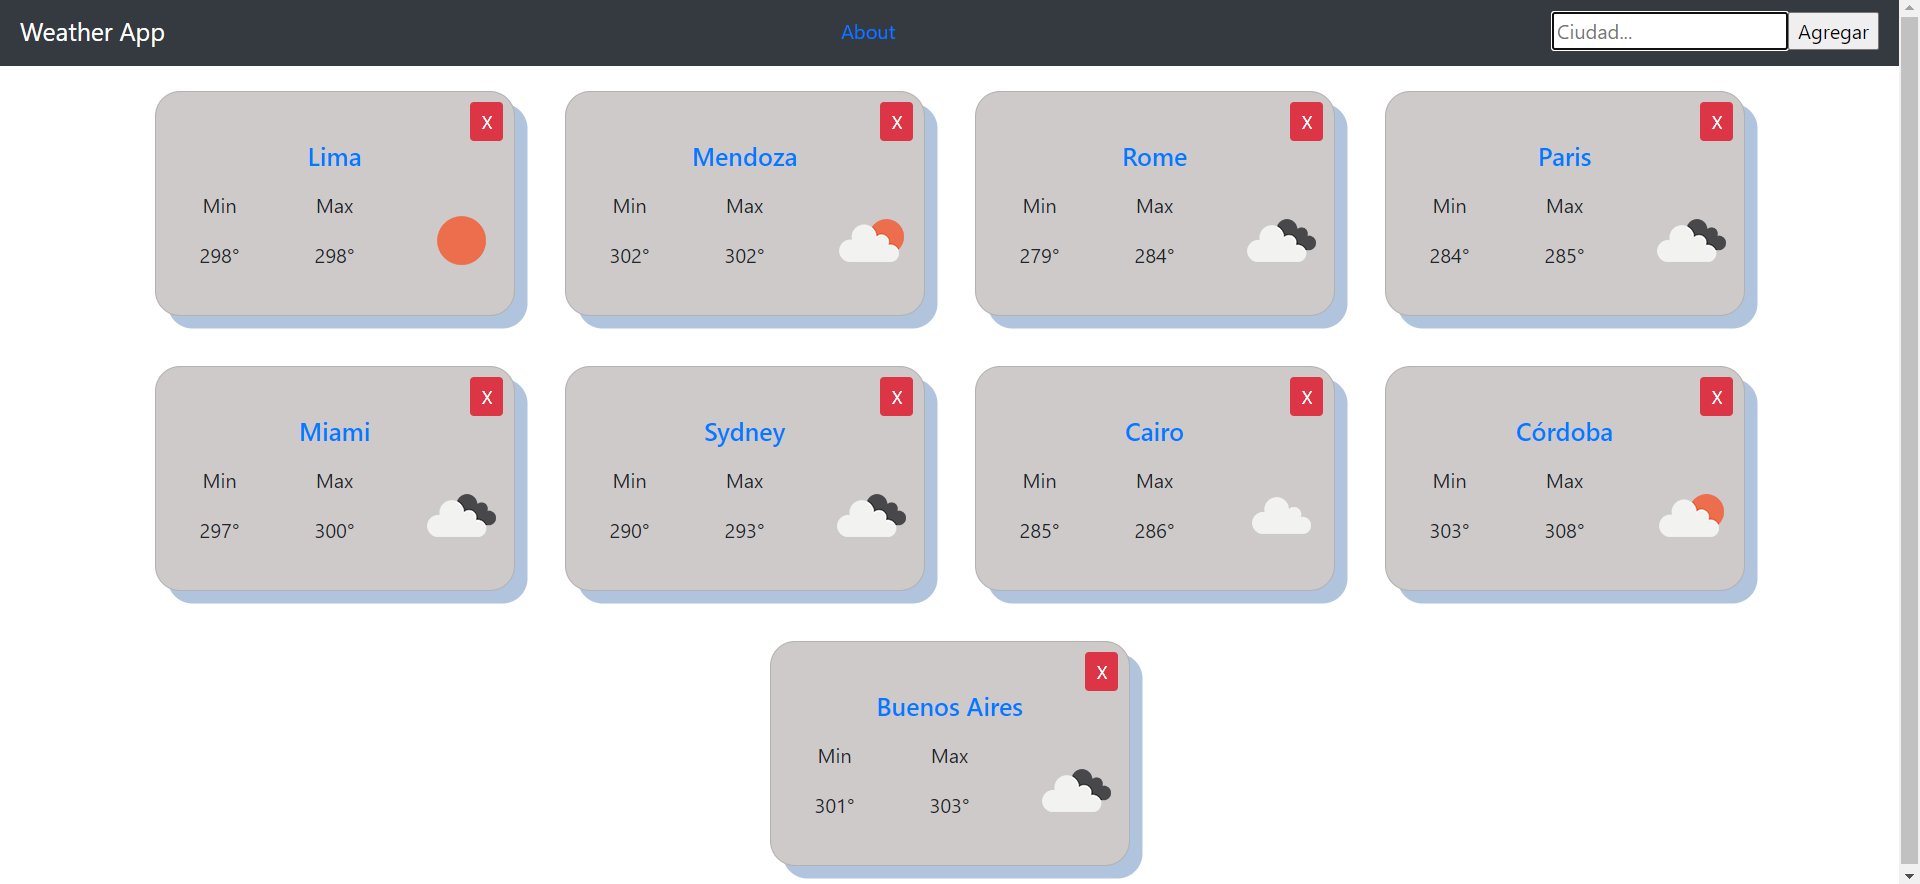 Weather App About Ciudad... Agregar
X X X X
Lima Mendoza Rome Paris
Min Max Min Max Min Max Min Max
298° 298° 302° 302° 279° 284° 284° 285°
X X X X
Miami Sydney Cairo Córdoba
Min Max Min Max Min Max Min Max
297° 300° 290° 293° 285° 286° 303° 308°
X
Buenos Aires
Min Max
301° 303°